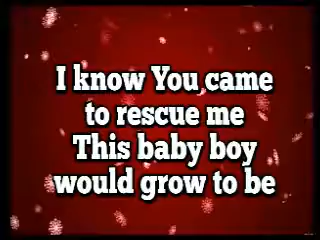 I know You came
to rescue me
This baby boy
would grow to be